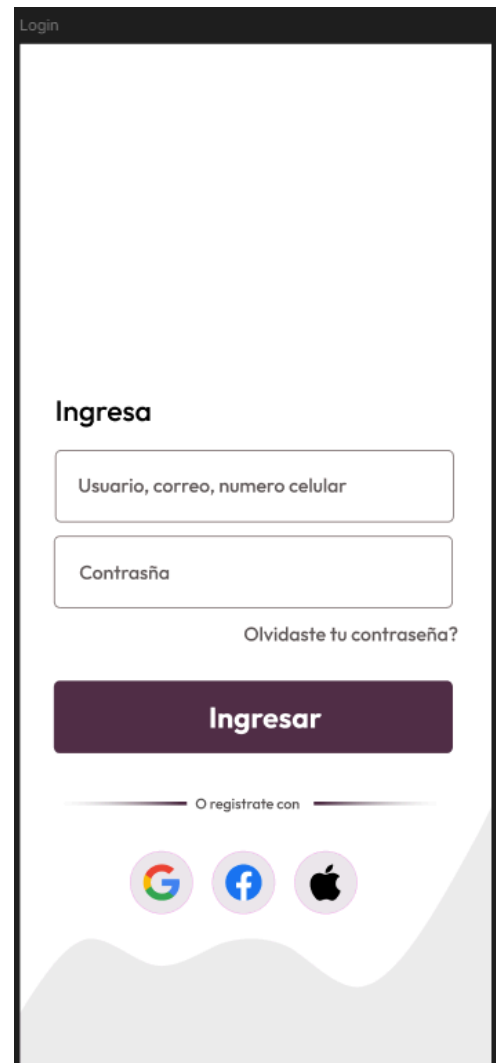 Login
Ingresa
Usuario, correo, numero celular
Contrasña
Olvidaste tu contraseña?
Ingresar
O registrate con